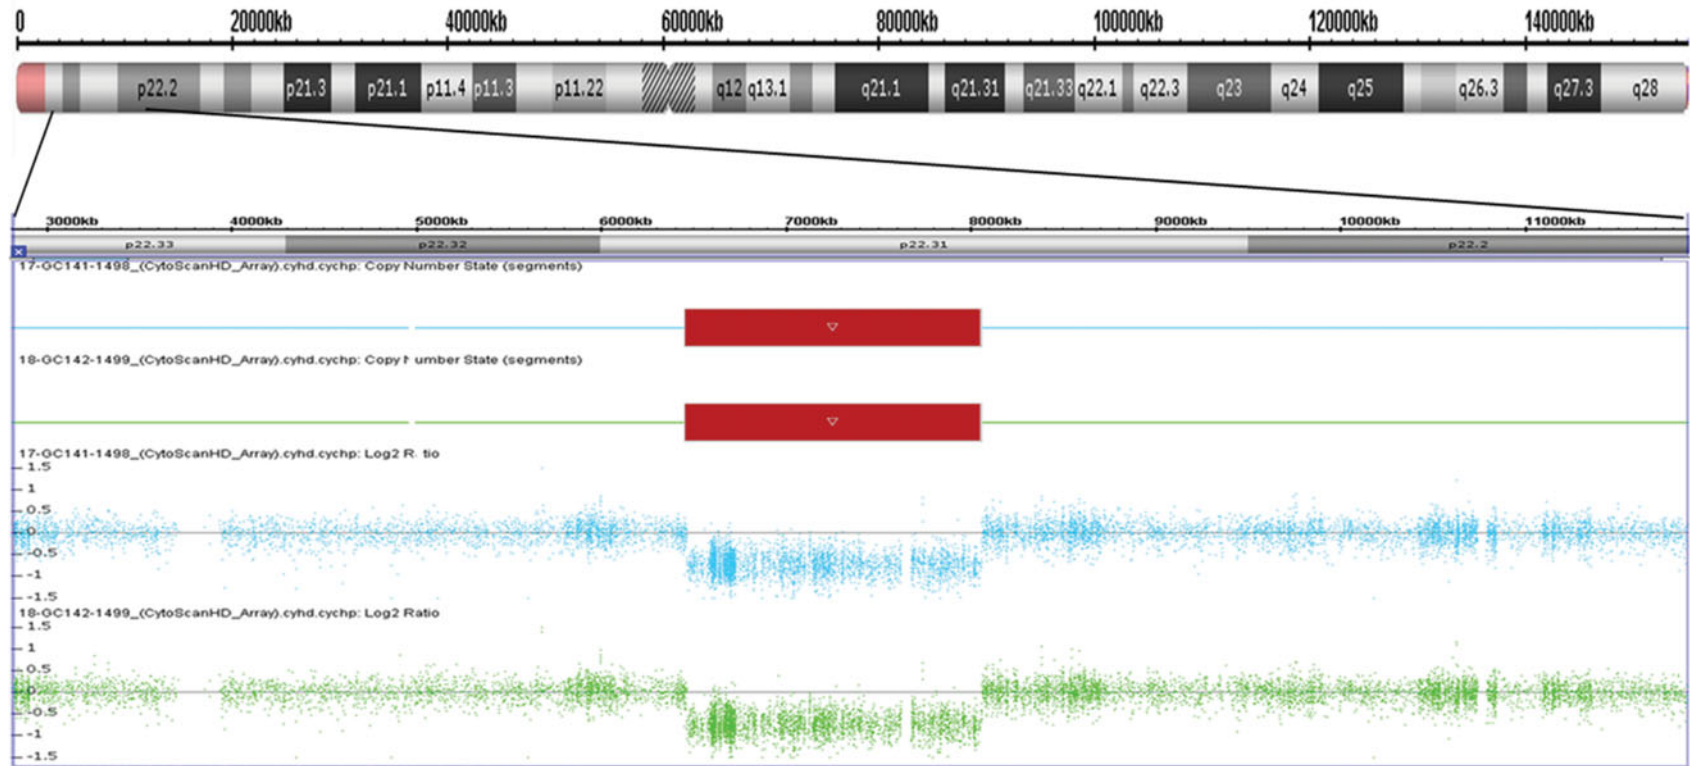 0 20000kb 40000kb 60000kb 80000kb 100000kb 120000kb 140000kb
p22.2 p21.3 p21.1 p11.4 p11.3 p11.22 q12 q13.1 q21.1 q21.31 q21.33 q22.1 q22.3 q23 q24 q25 q26.3 q27.3 q28
3000kb 4000kb 5000kb 6000kb 7000kb 8000kb 9000kb 10000kb 11000kb
p22.33 p22.32 p22.31 p22.2
17-GC141-1498_(CytoScanHD_Array).cyhd.cychp: Copy Number State (segments)
18-GC142-1499_(CytoScanHD_Array).cyhd.cychp: Copy umber State (segments)
17-GC141-1498_(CytoScanHD_Array).cyhd.cychp: Log2 R tio
1.5
1
0.5
0
-0.5
-1
-1.5
18-GC142-1499_(CytoScanHD_Array).cyhd.cychp: Log2 Ratio
1.5
1
0.5
0
-0.5
-1
-1.5